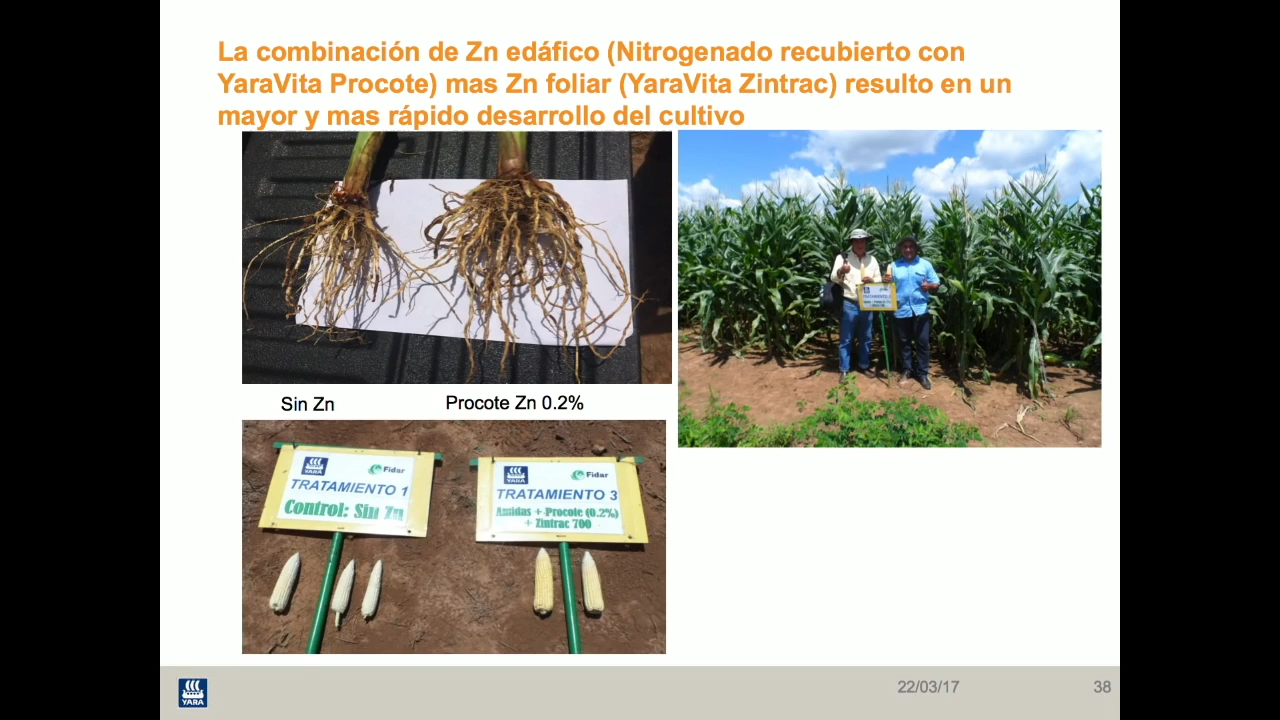 La combinación de Zn edáfico (Nitrogenado recubierto con
YaraVita Procote) mas Zn foliar (YaraVita Zintrac) resulto en un
mayor y mas rápido desarrollo del cultivo
Sin Zn
Procote Zn 0.2%
YARA
Fidar
TRATAMIENTO 1
Control: Sin Zn
YARA
Fidar
TRATAMIENTO 3
Amidas + Procote (0.2%)
+ Zintrac 700
YARA
22/03/17
38